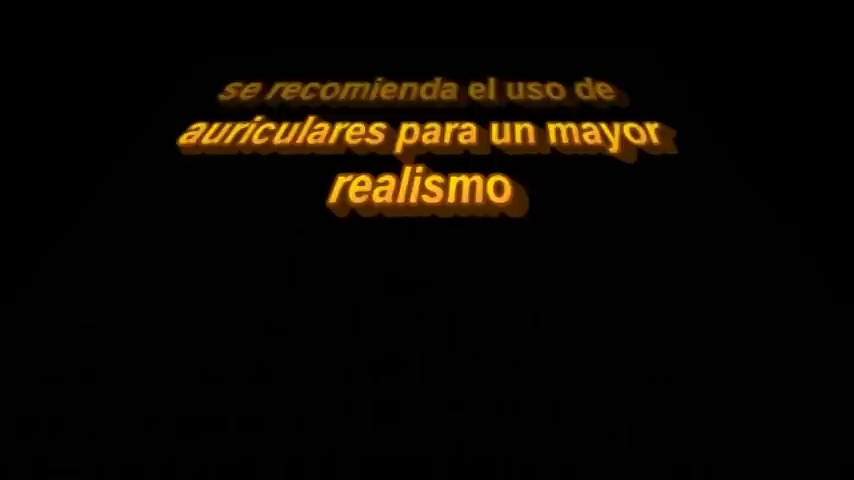 se recomienda el uso de
auriculares para un mayor
realismo